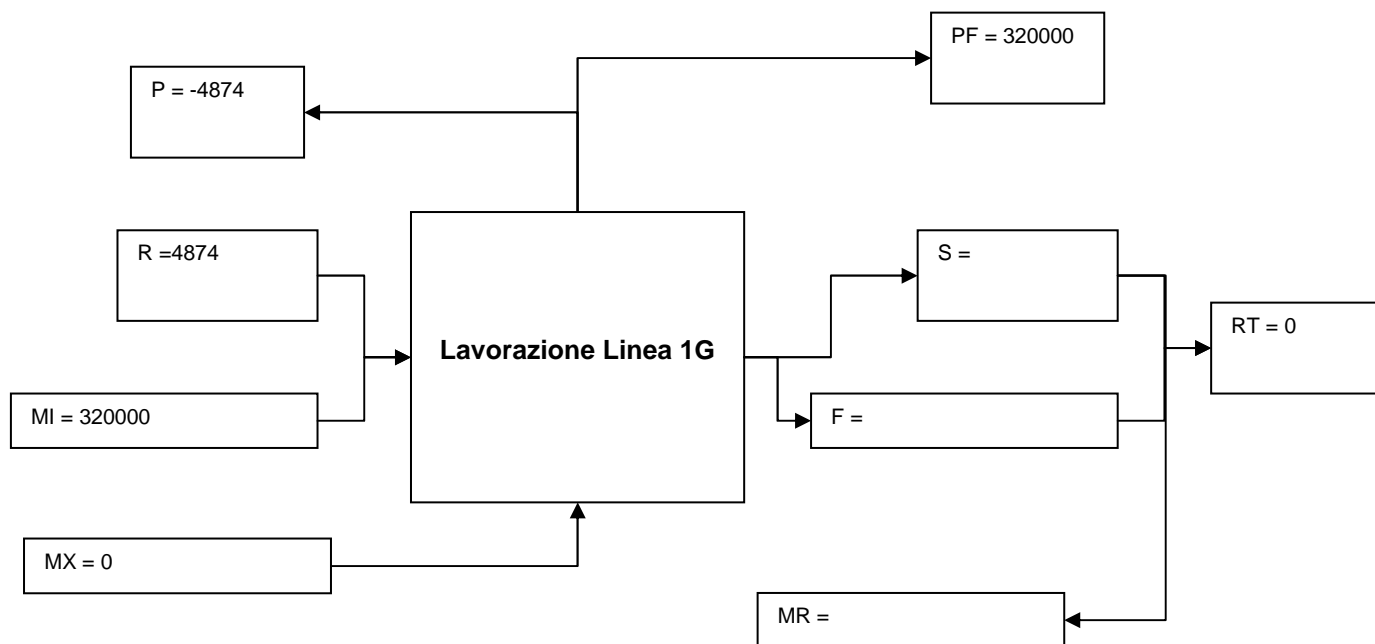 PF = 320000
P = -4874
R =4874
S =
RT = 0
Lavorazione Linea 1G
MI = 320000
F =
MX = 0
MR =